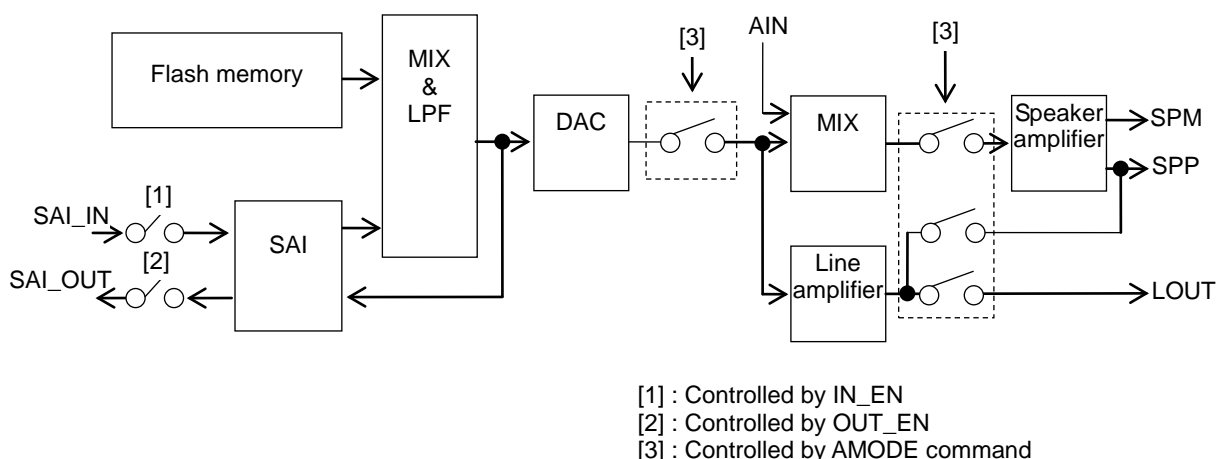 [3]
AIN
[3]
Flash memory
MIX
&
LPF
DAC
MIX
Speaker
amplifier
SPM
SPP
SAI_IN
[1]
SAI
SAI_OUT
[2]
Line
amplifier
LOUT
[1] : Controlled by IN_EN
[2] : Controlled by OUT_EN
[3] : Controlled by AMODE command